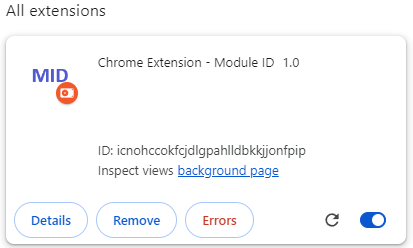 All extensions
MID
Chrome Extension - Module ID 1.0
ID: icnohccokfcjdlgpahlldbkkjjonfpip
Inspect views background page
Details Remove Errors